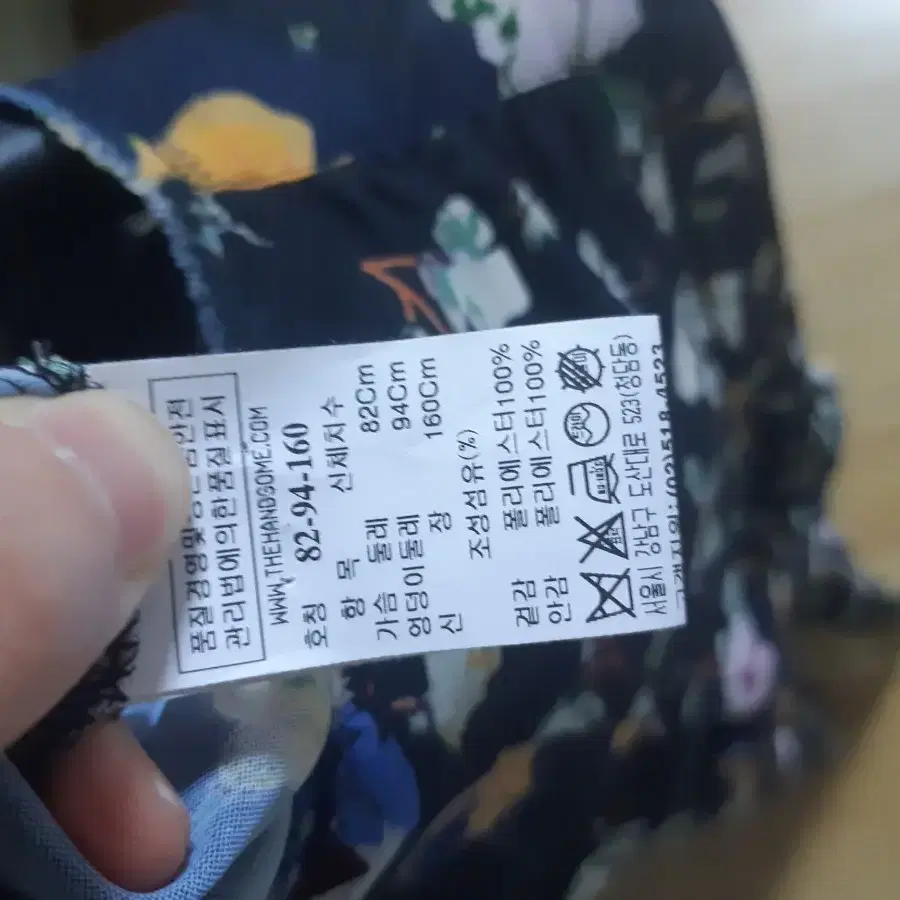 품질경영및 안전
관리법에의한 품질표시
WWW.THEHANDSOME.COM
호칭 82-94-160
항 목 신체치수
가슴 둘레 82Cm
엉덩이둘레 94Cm
신 장 160Cm
조성섬유(%)
겉감 폴리에스터100%
안감 폴리에스터100%
서울시 강남구 도산대로 523(청담동)
(02)518-4523